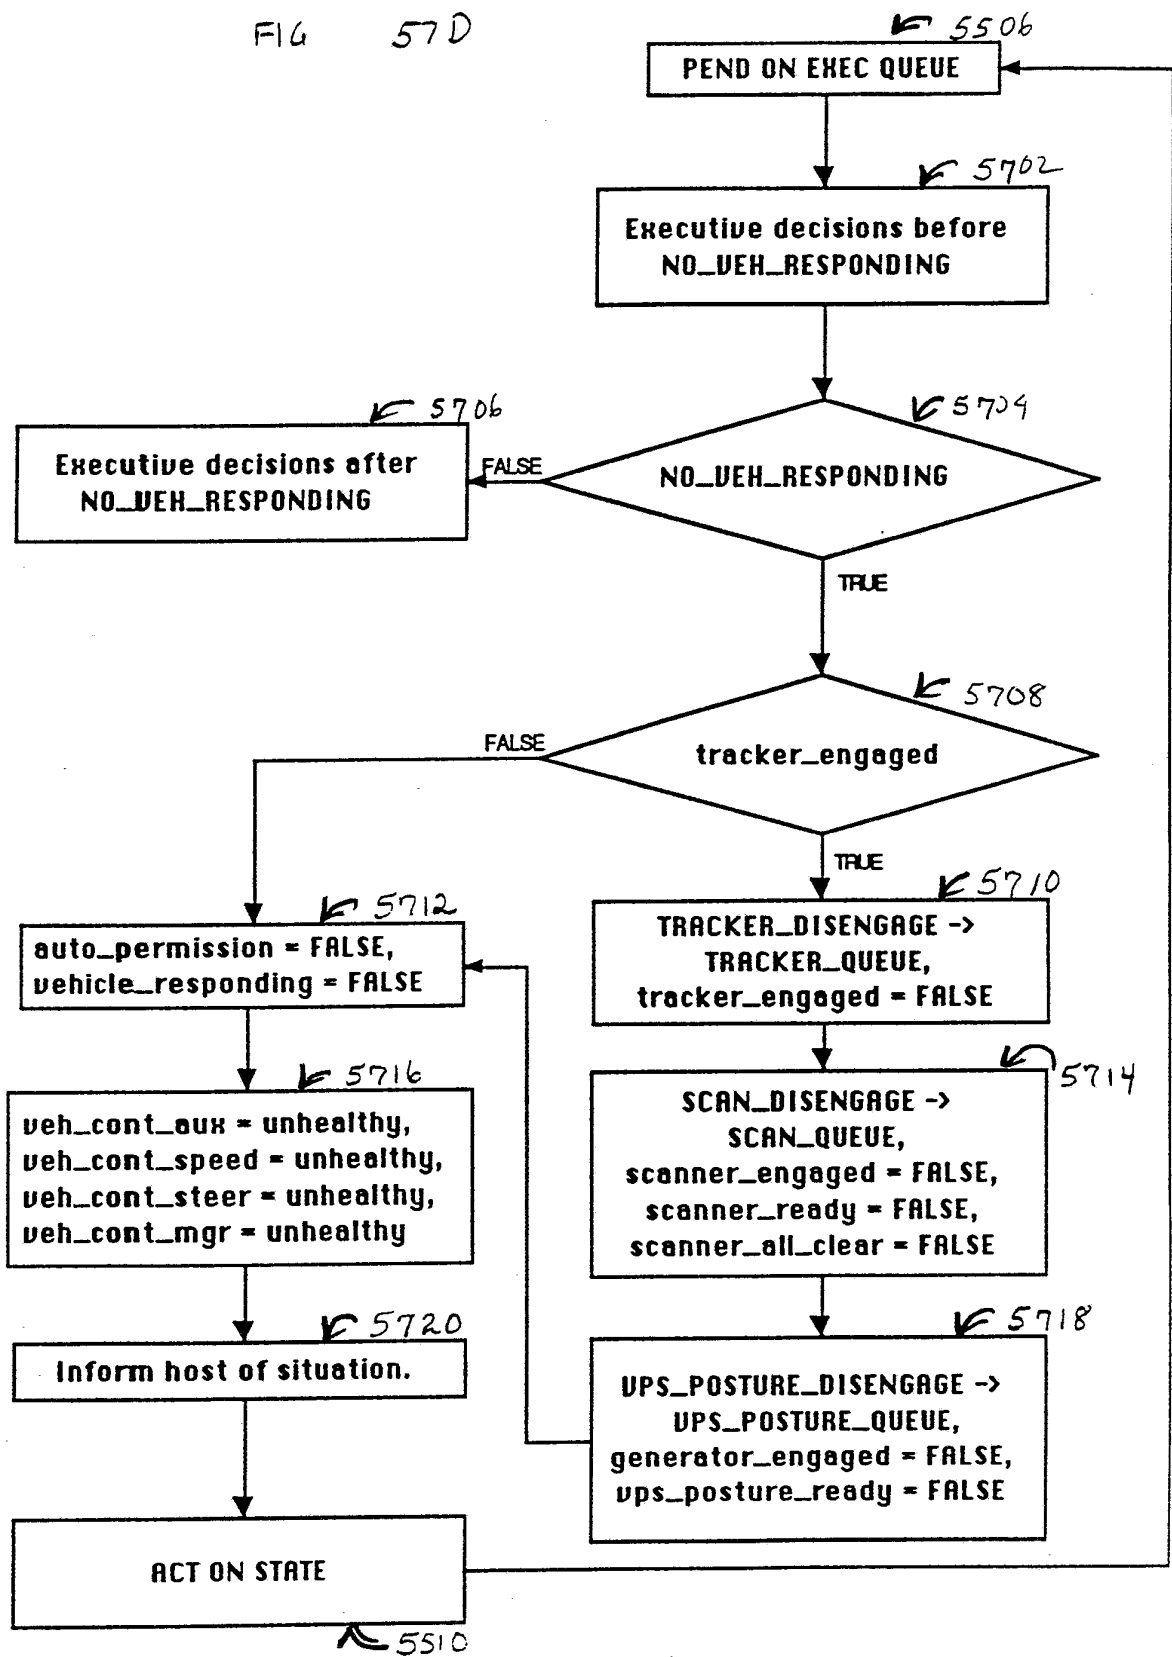 FIG 57D
5506
PEND ON EXEC QUEUE
5702
Executive decisions before
NO_VEH_RESPONDING
5704
NO_VEH_RESPONDING
FALSE
5706
Executive decisions after
NO_VEH_RESPONDING
TRUE
5708
tracker_engaged
FALSE
TRUE
5710
TRACKER_DISENGAGE ->
TRACKER_QUEUE,
tracker_engaged = FALSE
5712
auto_permission = FALSE,
vehicle_responding = FALSE
5714
SCAN_DISENGAGE ->
SCAN_QUEUE,
scanner_engaged = FALSE,
scanner_ready = FALSE,
scanner_all_clear = FALSE
5716
veh_cont_aux = unhealthy,
veh_cont_speed = unhealthy,
veh_cont_steer = unhealthy,
veh_cont_mgr = unhealthy
5718
VPS_POSTURE_DISENGAGE ->
VPS_POSTURE_QUEUE,
generator_engaged = FALSE,
vps_posture_ready = FALSE
5720
Inform host of situation.
ACT ON STATE
5510